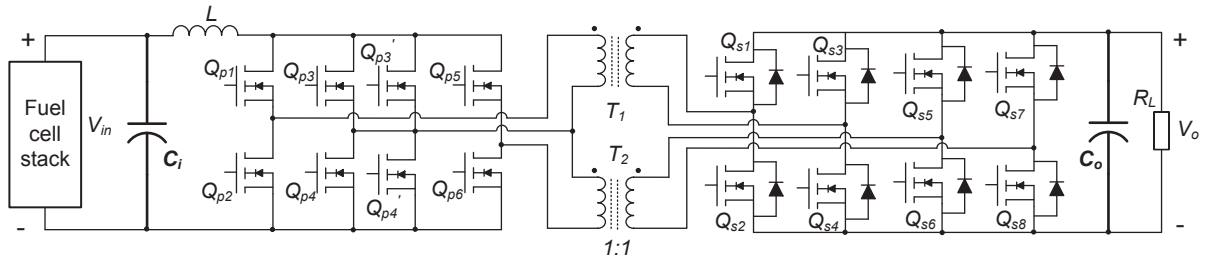 +
Fuel
cell
stack
-
V_in
C_i
L
Q_p1
Q_p3
Q_p3'
Q_p5
Q_p2
Q_p4
Q_p4'
Q_p6
T_1
T_2
1:1
Q_s1
Q_s3
Q_s5
Q_s7
Q_s2
Q_s4
Q_s6
Q_s8
C_o
R_L
+
V_o
-